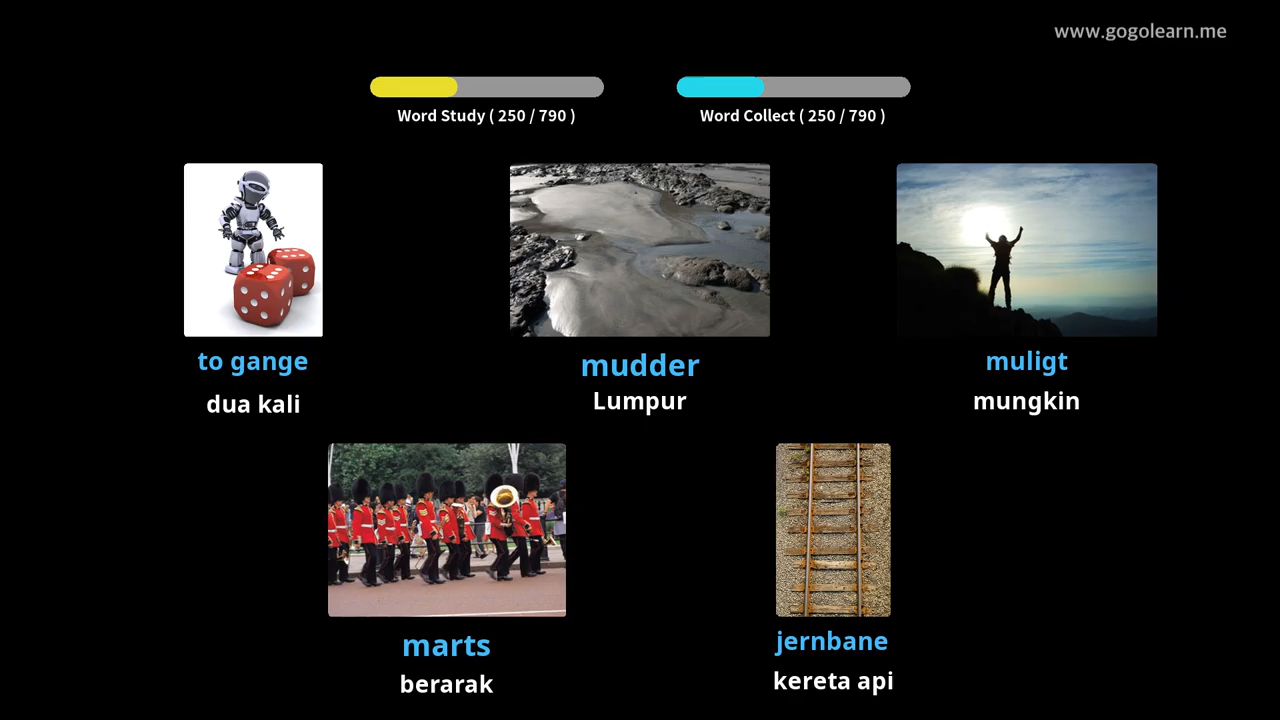 www.gogolearn.me
Word Study ( 250 / 790 )
Word Collect ( 250 / 790 )
to gange
dua kali
mudder
Lumpur
muligt
mungkin
marts
berarak
jernbane
kereta api